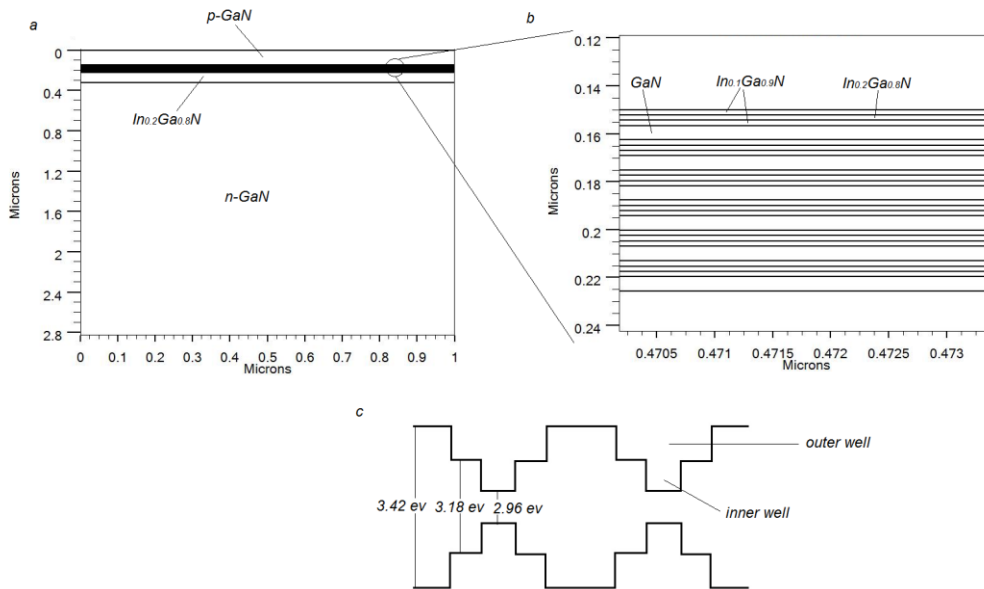 a
p-GaN
0
0.4
0.8
1.2
1.6
2
2.4
2.8
Microns
In0.2Ga0.8N
n-GaN
0 0.1 0.2 0.3 0.4 0.5 0.6 0.7 0.8 0.9 1
Microns
b
0.12
0.14
0.16
0.18
0.2
0.22
0.24
Microns
GaN In0.1Ga0.9N In0.2Ga0.8N
0.4705 0.471 0.4715 0.472 0.4725 0.473
Microns
c
outer well
3.42 ev 3.18 ev 2.96 ev
inner well